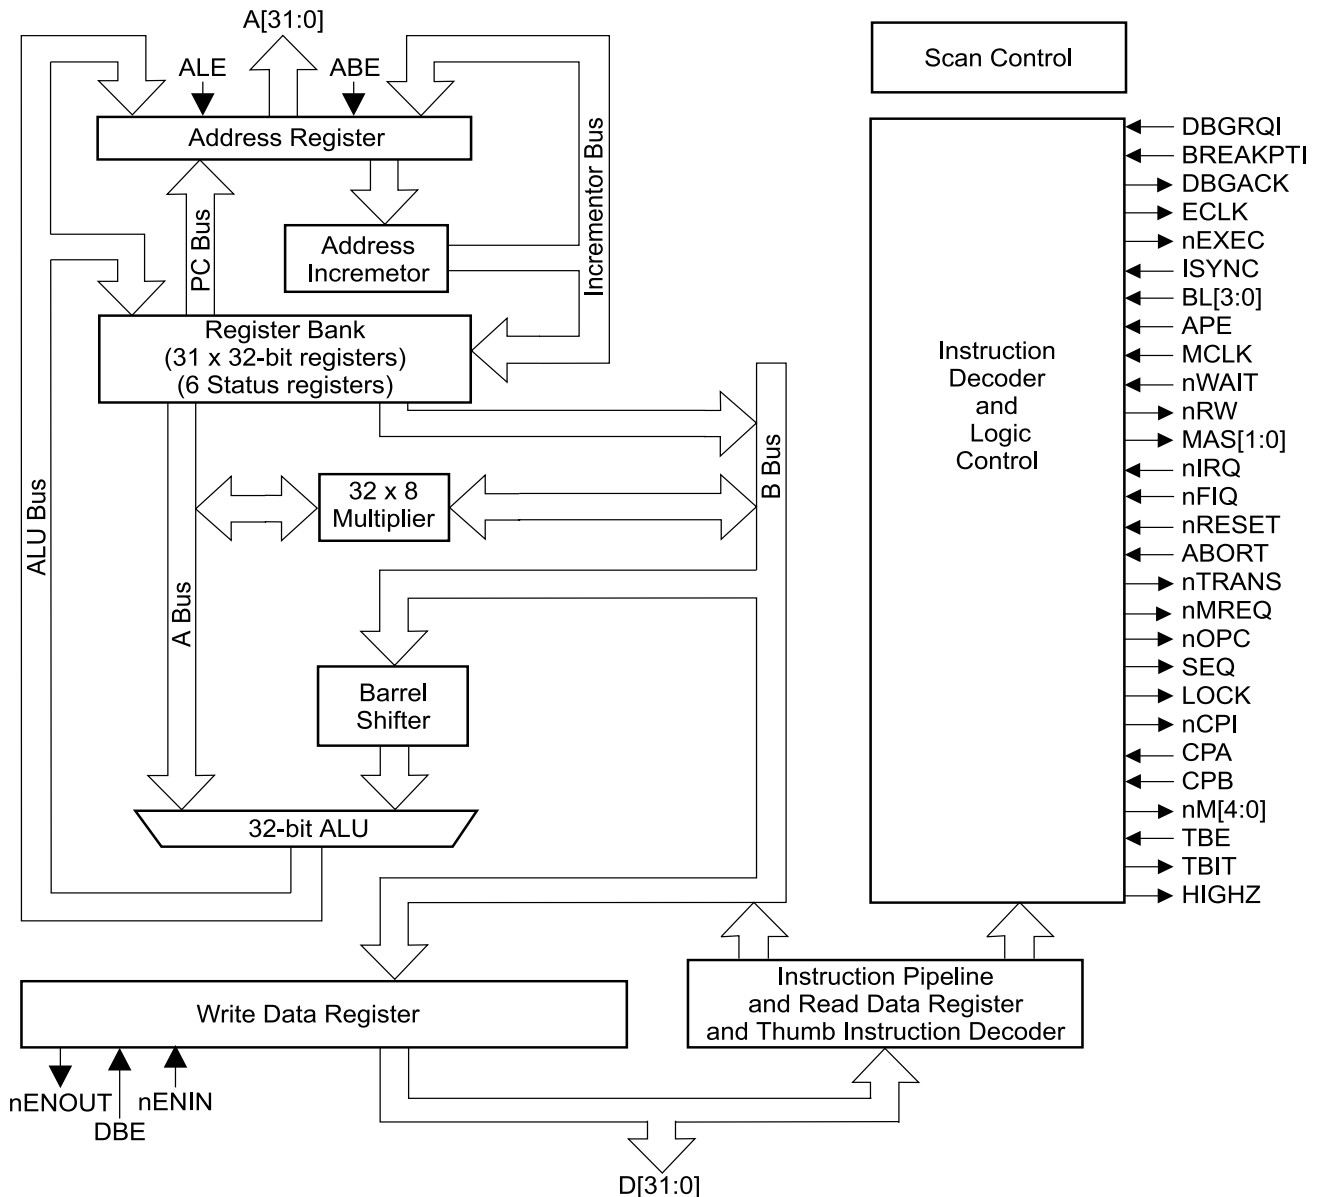 A[31:0]
ALE
ABE
Address Register
PC Bus
Incrementor Bus
Address
Incremetor
Register Bank
(31 x 32-bit registers)
(6 Status registers)
ALU Bus
A Bus
B Bus
32 x 8
Multiplier
Barrel
Shifter
32-bit ALU
Write Data Register
nENOUT
DBE
nENIN
D[31:0]
Instruction Pipeline
and Read Data Register
and Thumb Instruction Decoder
Scan Control
Instruction
Decoder
and
Logic
Control
DBGRQI
BREAKPTI
DBGACK
ECLK
nEXEC
ISYNC
BL[3:0]
APE
MCLK
nWAIT
nRW
MAS[1:0]
nIRQ
nFIQ
nRESET
ABORT
nTRANS
nMREQ
nOPC
SEQ
LOCK
nCPI
CPA
CPB
nM[4:0]
TBE
TBIT
HIGHZ